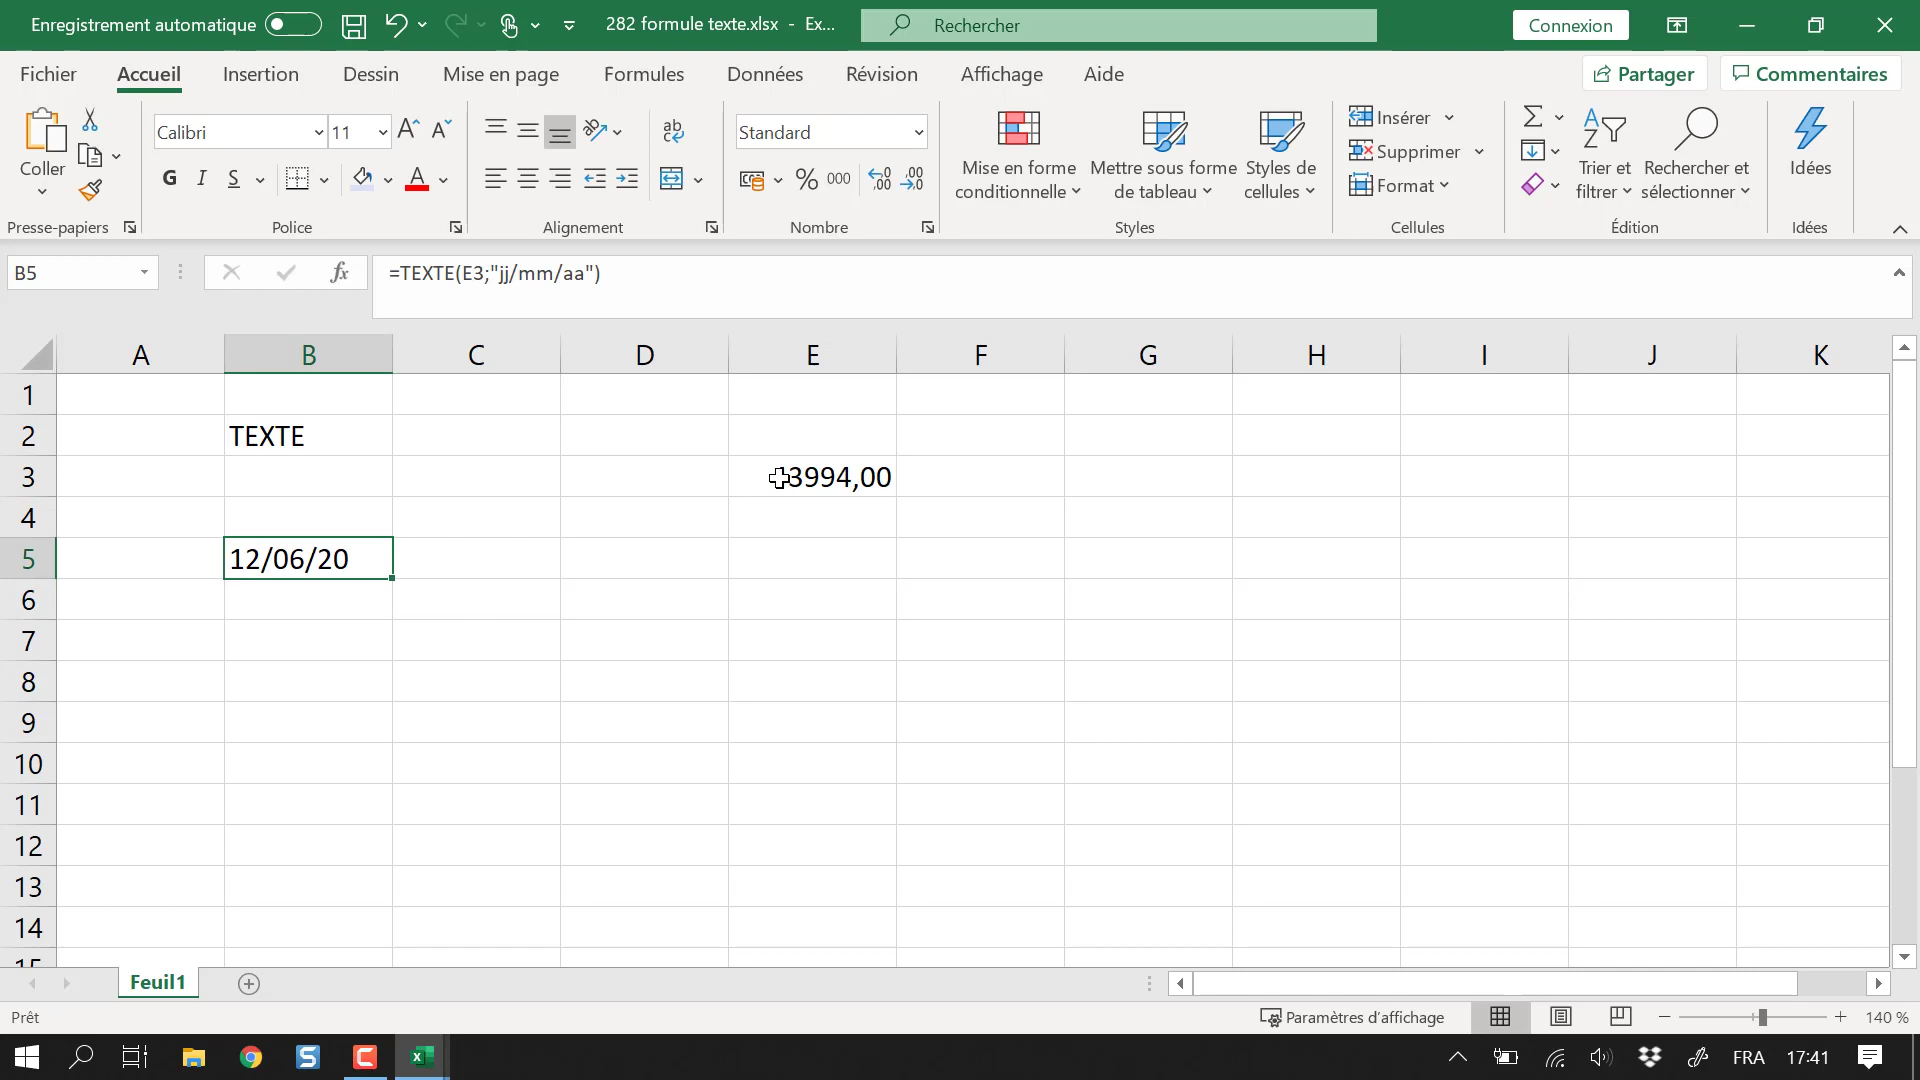 Enregistrement automatique
282 formule texte.xlsx - Ex...
Rechercher
Connexion
Fichier Accueil Insertion Dessin Mise en page Formules Données Révision Affichage Aide
Partager Commentaires
Coller
Presse-papiers
Calibri 11
G I S
Police
ab
Alignement
Standard
% 000
Nombre
Mise en forme
conditionnelle
Mettre sous forme
de tableau
Styles de
cellules
Styles
Insérer
Supprimer
Format
Cellules
Trier et
filtrer
Rechercher et
sélectionner
Édition
Idées
Idées
B5
fx
=TEXTE(E3;"jj/mm/aa")
A B C D E F G H I J K
1
2 TEXTE
3 3994,00
4
5 12/06/20
6
7
8
9
10
11
12
13
14
15
Feuil1
Prêt
Paramètres d'affichage
140 %
FRA 17:41